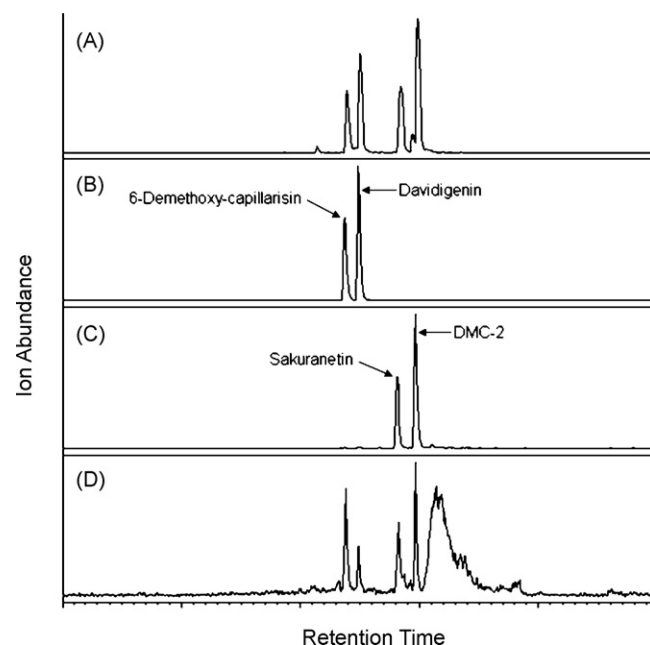 (A)
(B)
6-Demethoxy-capillarisin
Davidigenin
(C)
DMC-2
Sakuranetin
(D)
Ion Abundance
Retention Time